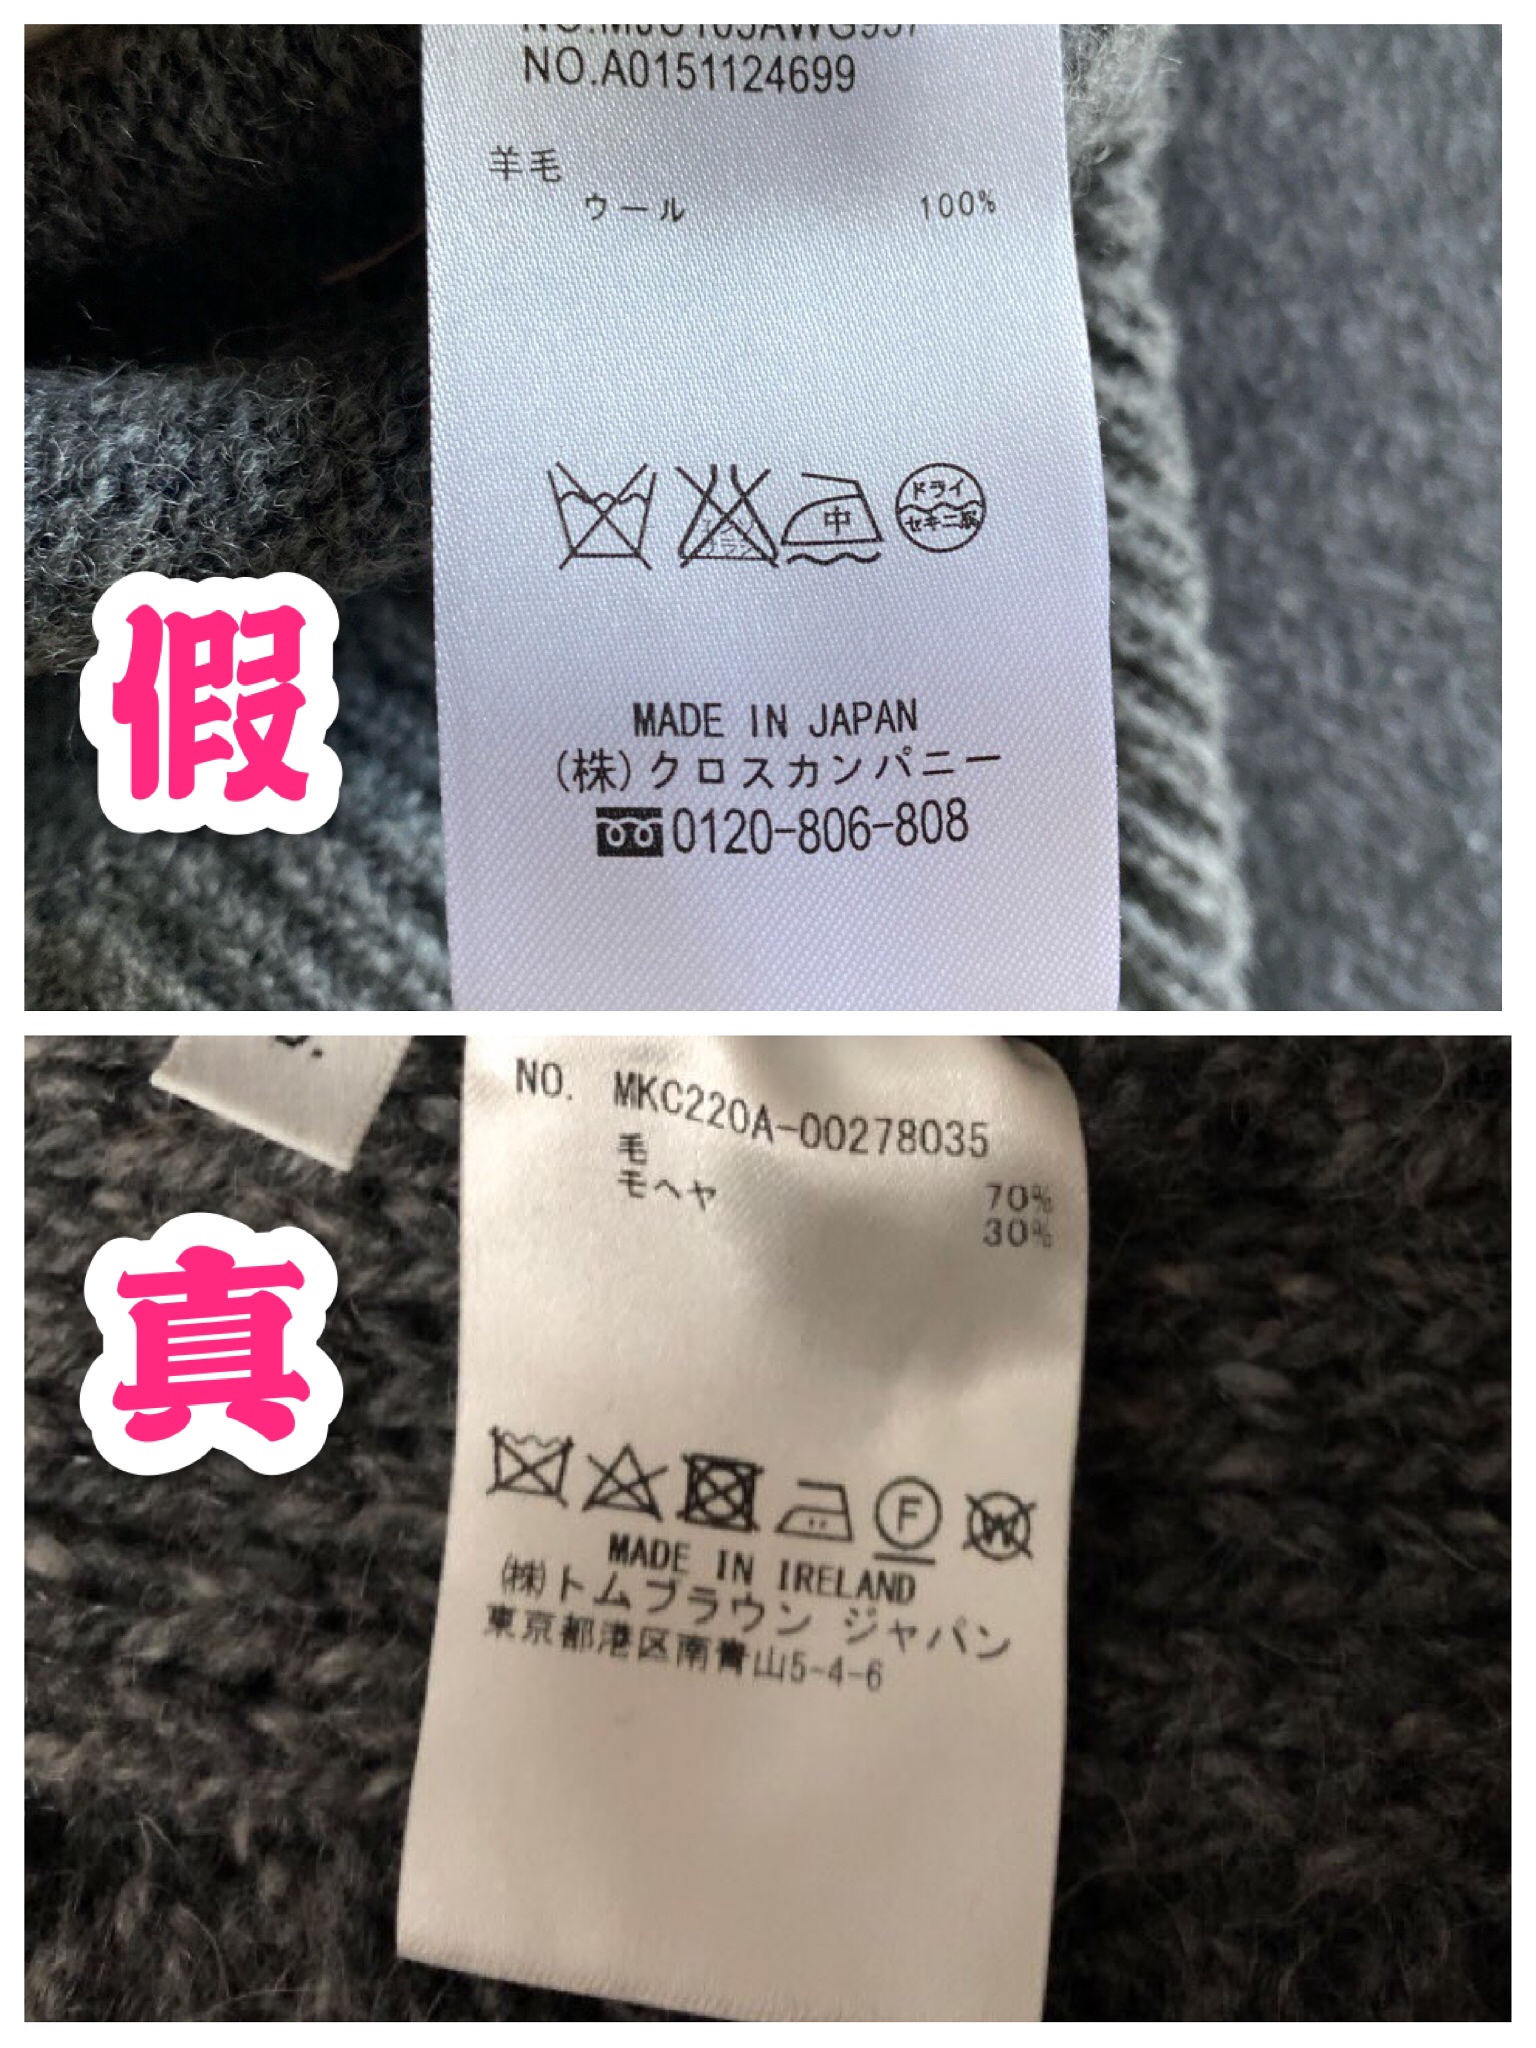 NO.A0151124699
羊毛
ウール 100%
中
ドライ
セキユ系
MADE IN JAPAN
(株)クロスカンパニー
0120-806-808
假
NO. MKC220A-00278035
毛 70%
モヘヤ 30%
F
W
MADE IN IRELAND
(株)トムブラウン ジャパン
東京都港区南青山5-4-6
真